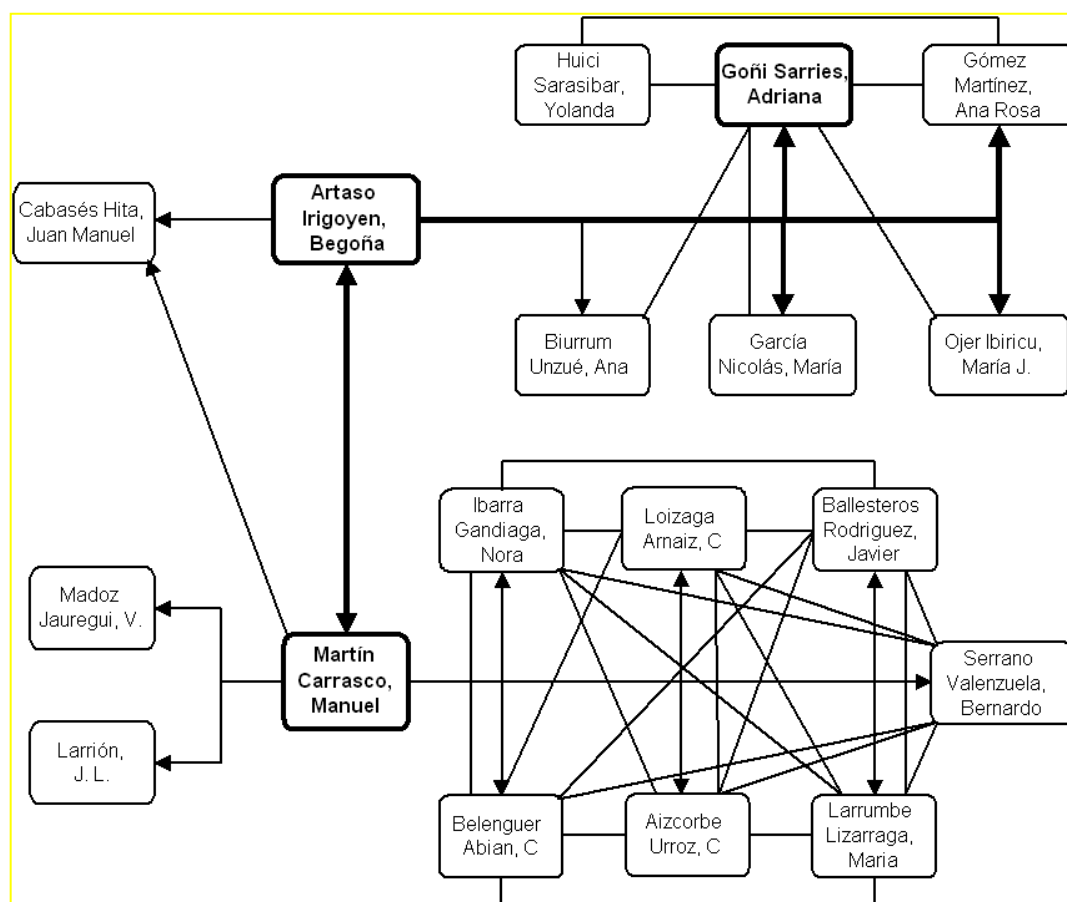 Huici
Sarasibar,
Yolanda
Goñi Sarries,
Adriana
Gómez
Martínez,
Ana Rosa
Cabasés Hita,
Juan Manuel
Artaso
Irigoyen,
Begoña
Biurrum
Unzué, Ana
García
Nicolás, María
Ojer Ibiricu,
María J.
Ibarra
Gandiaga,
Nora
Loizaga
Arnaiz, C
Ballesteros
Rodriguez,
Javier
Madoz
Jauregui, V.
Martín
Carrasco,
Manuel
Serrano
Valenzuela,
Bernardo
Larrión,
J. L.
Belenguer
Abian, C
Aizcorbe
Urroz, C
Larrumbe
Lizarraga,
Maria